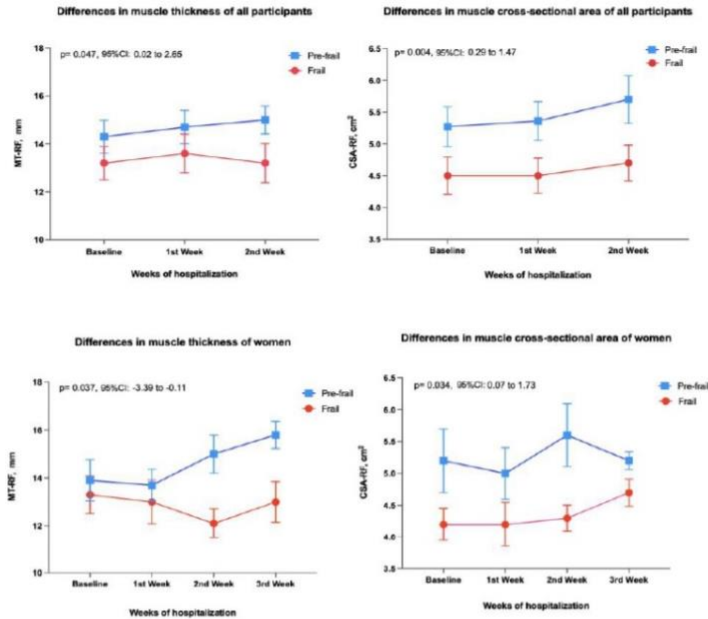 Differences in muscle thickness of all participants
p= 0.047, 95%CI: 0.02 to 2.65
Pre-frail
Frail
18
16
14
12
10
MT-RF, mm
Baseline
1st Week
2nd Week
Weeks of hospitalization
Differences in muscle cross-sectional area of all participants
p= 0.004, 95%CI: 0.29 to 1.47
Pre-frail
Frail
6.5
6.0
5.5
5.0
4.5
4.0
3.5
CSA-RF, cm²
Baseline
1st Week
2nd Week
Weeks of hospitalization
Differences in muscle thickness of women
p= 0.037, 95%CI: -3.39 to -0.11
Pre-frail
Frail
18
16
14
12
10
MT-RF, mm
Baseline
1st Week
2nd Week
3rd Week
Weeks of hospitalization
Differences in muscle cross-sectional area of women
p= 0.034, 95%CI: 0.07 to 1.73
Pre-frail
Frail
6.5
6.0
5.5
5.0
4.5
4.0
3.5
CSA-RF, cm²
Baseline
1st Week
2nd Week
3rd Week
Weeks of hospitalization